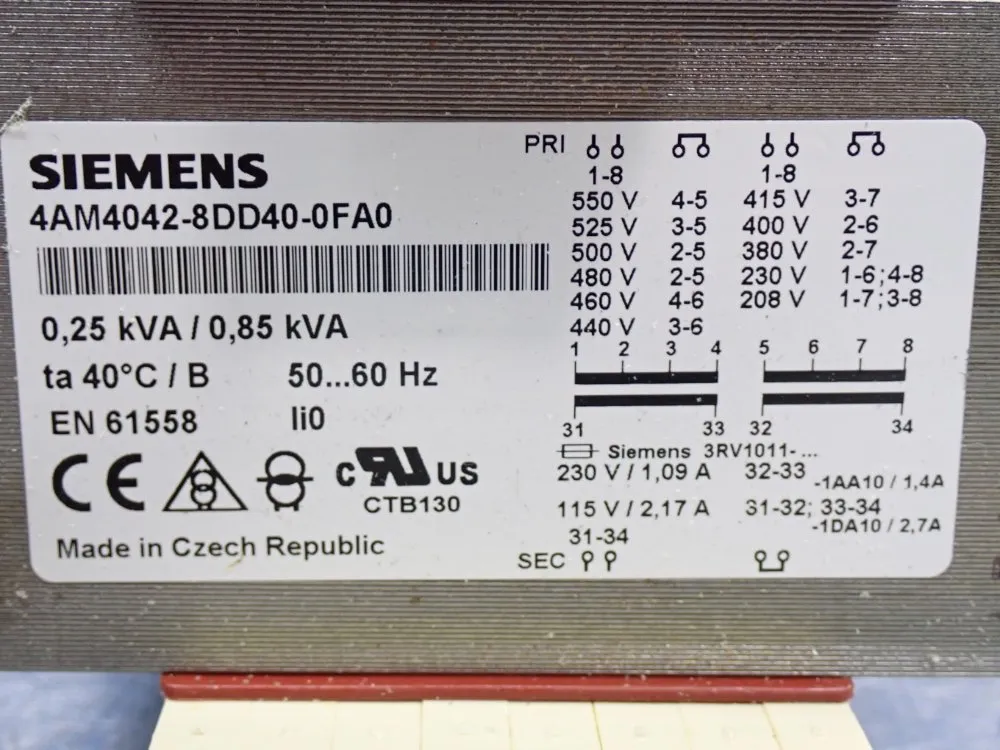 SIEMENS
4AM4042-8DD40-0FA0
0,25 kVA / 0,85 kVA
ta 40°C / B 50...60 Hz
EN 61558 Ii0
CE
c UR US
CTB130
Made in Czech Republic
PRI
1-8 1-8
550 V 4-5 415 V 3-7
525 V 3-5 400 V 2-6
500 V 2-5 380 V 2-7
480 V 2-5 230 V 1-6;4-8
460 V 4-6 208 V 1-7;3-8
440 V 3-6
1 2 3 4 5 6 7 8
31 33 32 34
Siemens 3RV1011-...
230 V / 1,09 A 32-33 -1AA10 / 1,4A
115 V / 2,17 A 31-32; 33-34
-1DA10 / 2,7A
31-34
SEC